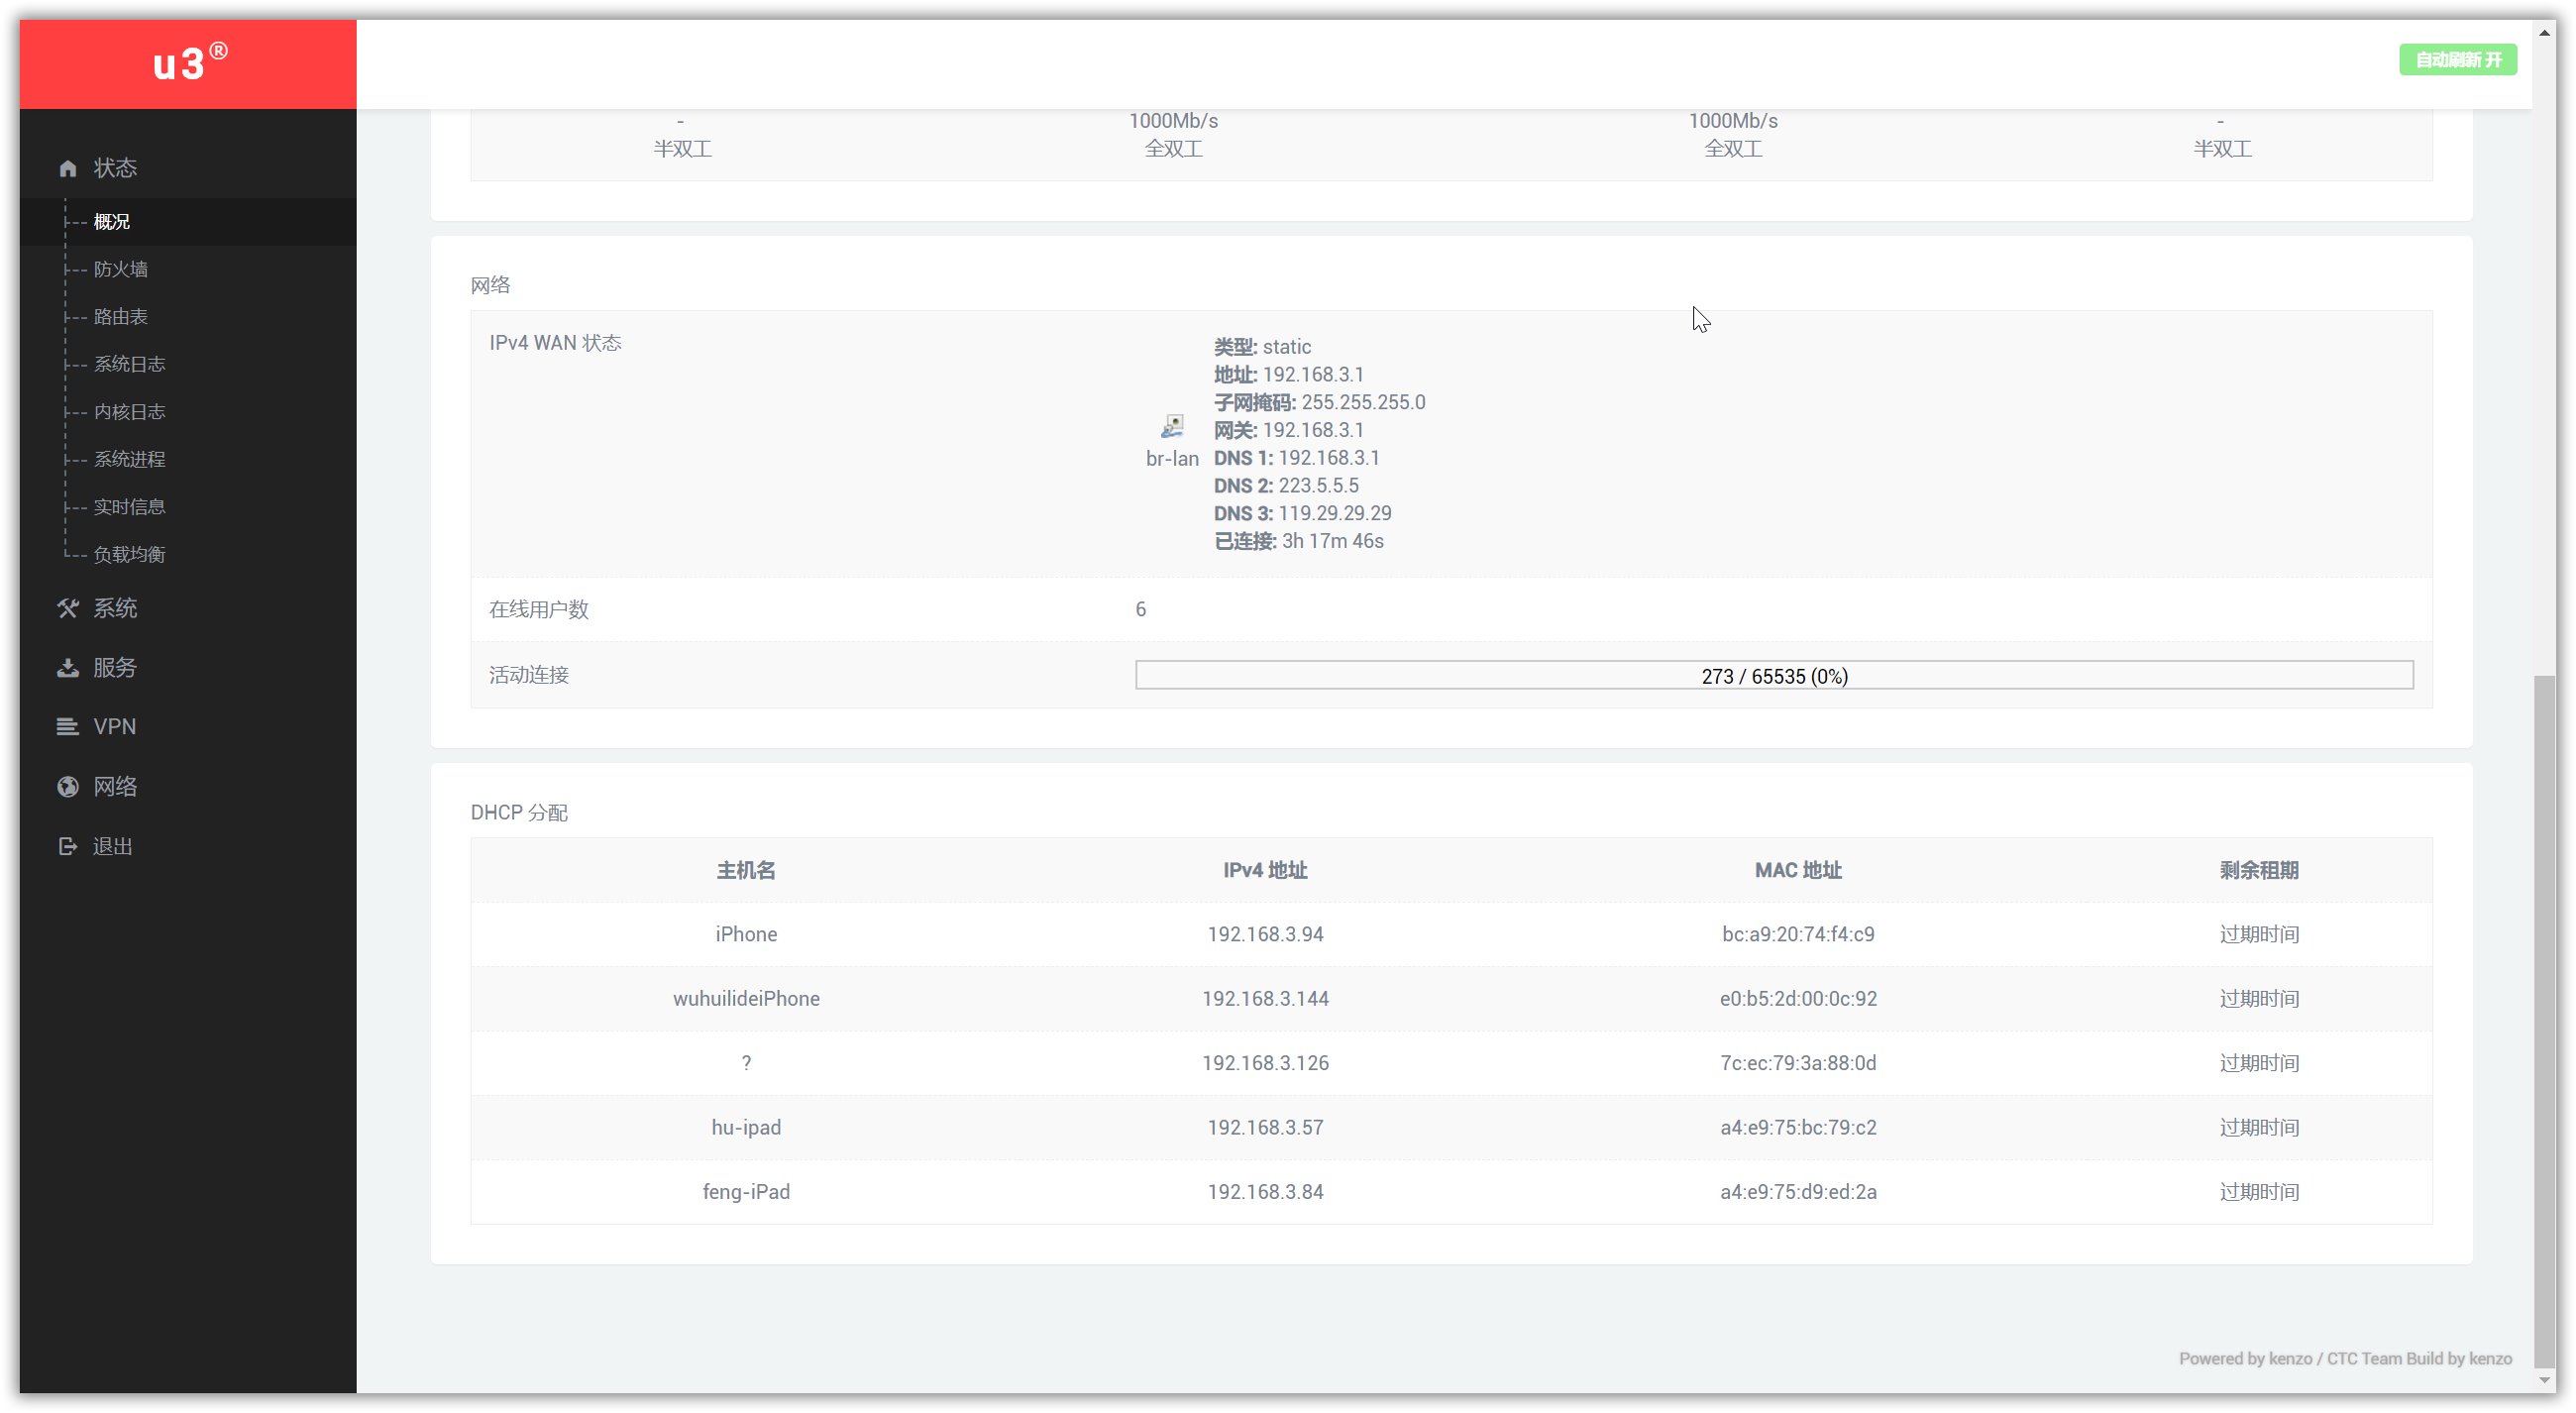 u3®
自动刷新 开
状态
概况
防火墙
路由表
系统日志
内核日志
系统进程
实时信息
负载均衡
系统
服务
VPN
网络
退出
- 1000Mb/s 1000Mb/s -
半双工 全双工 全双工 半双工
网络
IPv4 WAN 状态
br-lan
类型: static
地址: 192.168.3.1
子网掩码: 255.255.255.0
网关: 192.168.3.1
DNS 1: 192.168.3.1
DNS 2: 223.5.5.5
DNS 3: 119.29.29.29
已连接: 3h 17m 46s
在线用户数 6
活动连接 273 / 65535 (0%)
DHCP 分配
主机名 IPv4 地址 MAC 地址 剩余租期
iPhone 192.168.3.94 bc:a9:20:74:f4:c9 过期时间
wuhuilideiPhone 192.168.3.144 e0:b5:2d:00:0c:92 过期时间
? 192.168.3.126 7c:ec:79:3a:88:0d 过期时间
hu-ipad 192.168.3.57 a4:e9:75:bc:79:c2 过期时间
feng-iPad 192.168.3.84 a4:e9:75:d9:ed:2a 过期时间
Powered by kenzo / CTC Team Build by kenzo